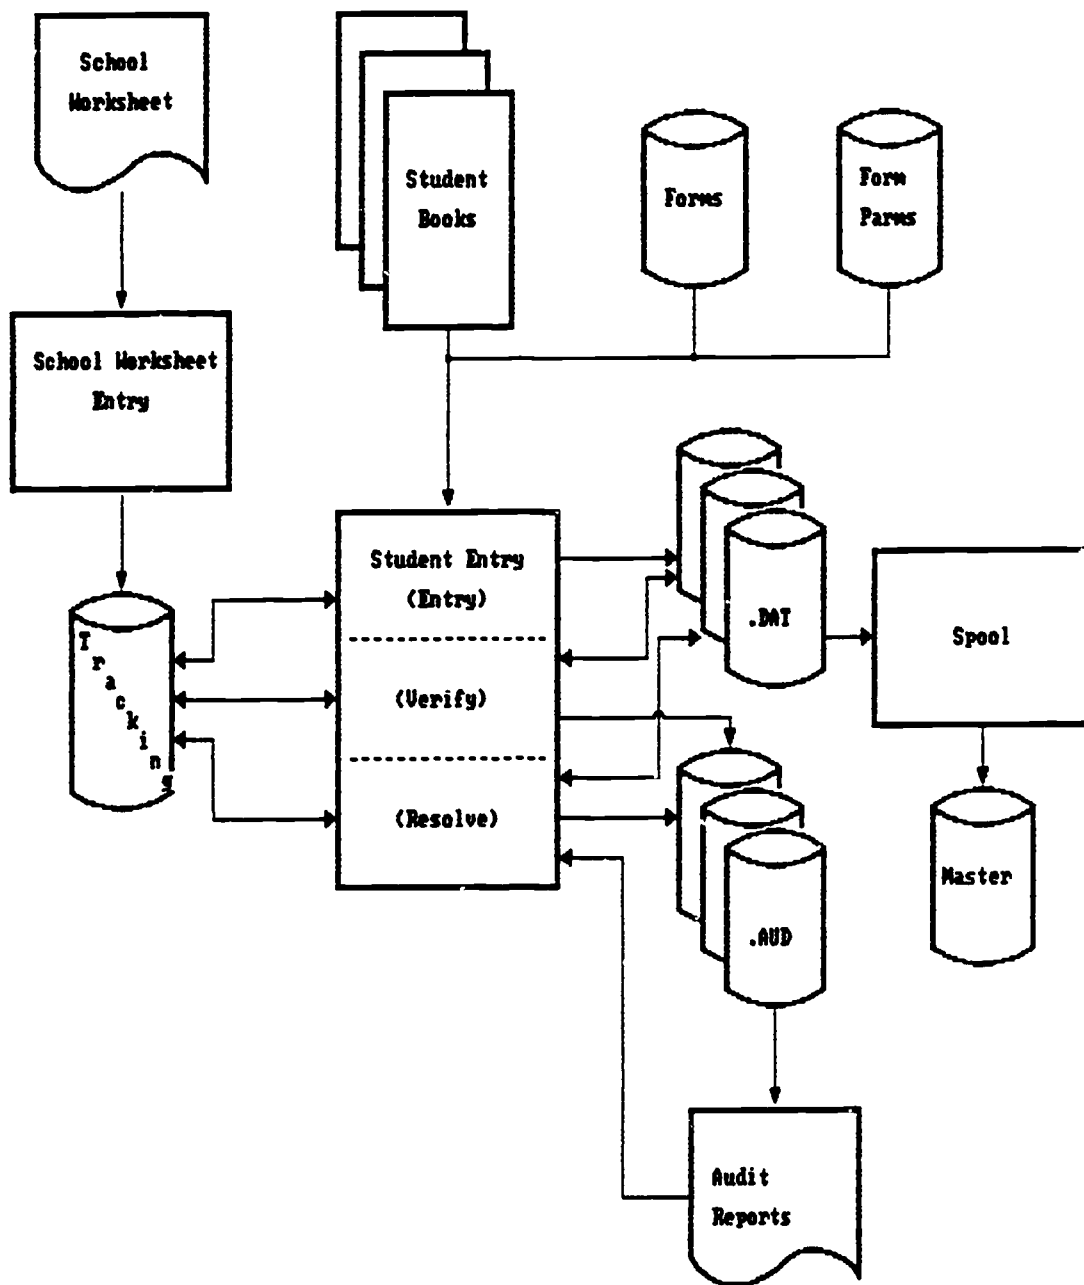 School
Worksheet
Student
Books
Forms
Form
Parms
School Worksheet
Entry
Student Entry
(Entry)
(Verify)
(Resolve)
Tracking
.DAT
Spool
Master
.AUD
Audit
Reports